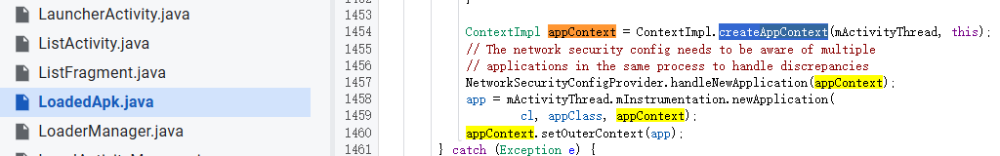 LauncherActivity.java
ListActivity.java
ListFragment.java
LoadedApk.java
LoaderManager.java
1453
1454 ContextImpl appContext = ContextImpl.createAppContext(mActivityThread, this);
1455 // The network security config needs to be aware of multiple
1456 // applications in the same process to handle discrepancies
1457 NetworkSecurityConfigProvider.handleNewApplication(appContext);
1458 app = mActivityThread.mInstrumentation.newApplication(
1459 cl, appClass, appContext);
1460 appContext.setOuterContext(app);
1461 } catch (Exception e) {